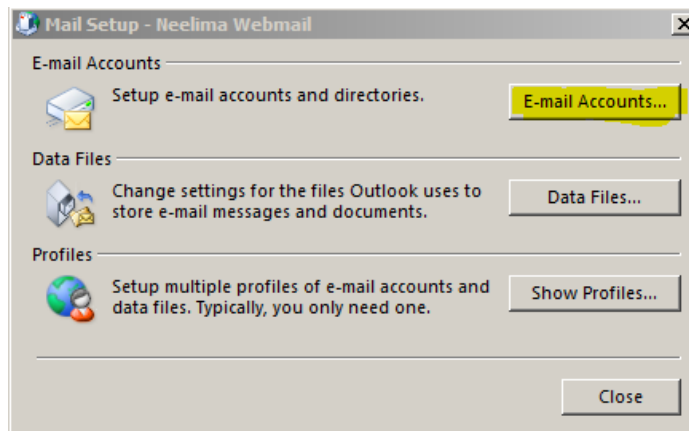 Mail Setup - Neelima Webmail
E-mail Accounts
Setup e-mail accounts and directories.
E-mail Accounts...
Data Files
Change settings for the files Outlook uses to
store e-mail messages and documents.
Data Files...
Profiles
Setup multiple profiles of e-mail accounts and
data files. Typically, you only need one.
Show Profiles...
Close